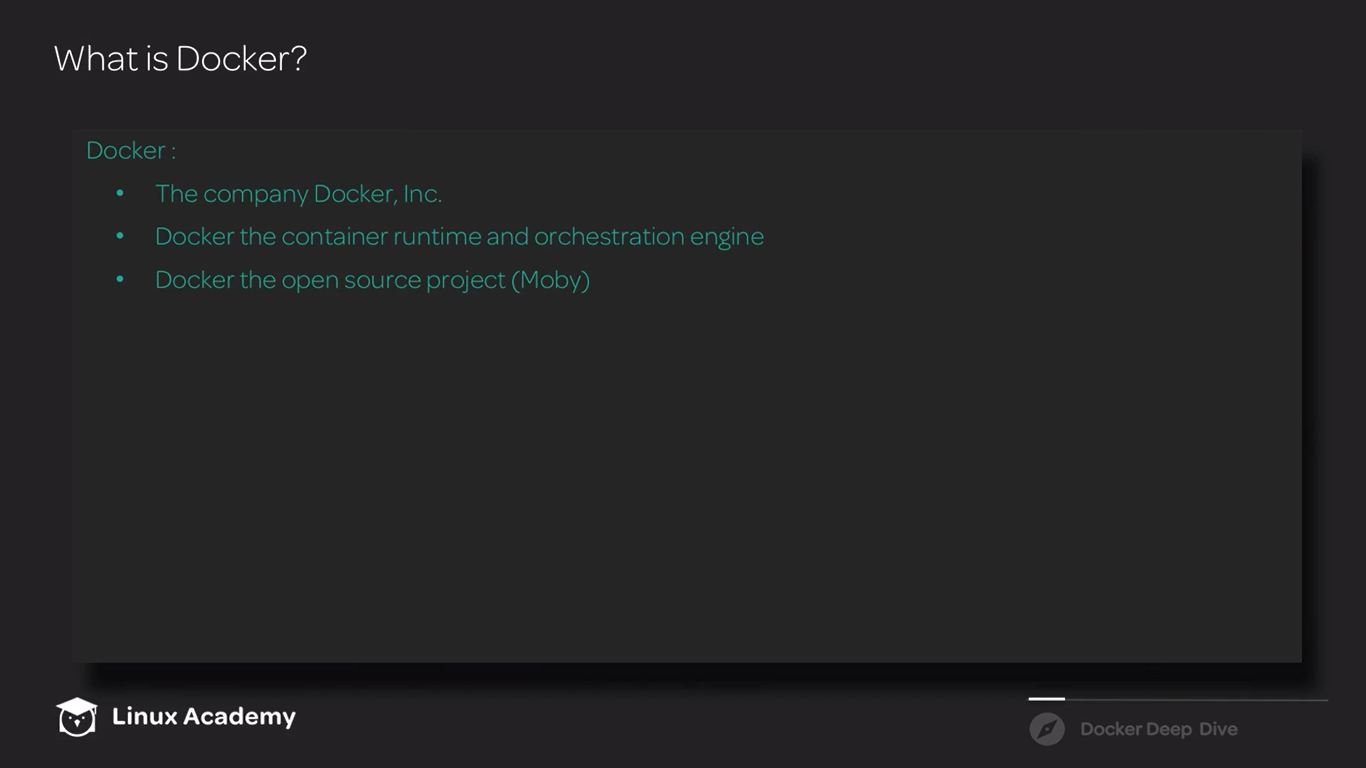 What is Docker?
Docker :
• The company Docker, Inc.
• Docker the container runtime and orchestration engine
• Docker the open source project (Moby)
Linux Academy
Docker Deep Dive